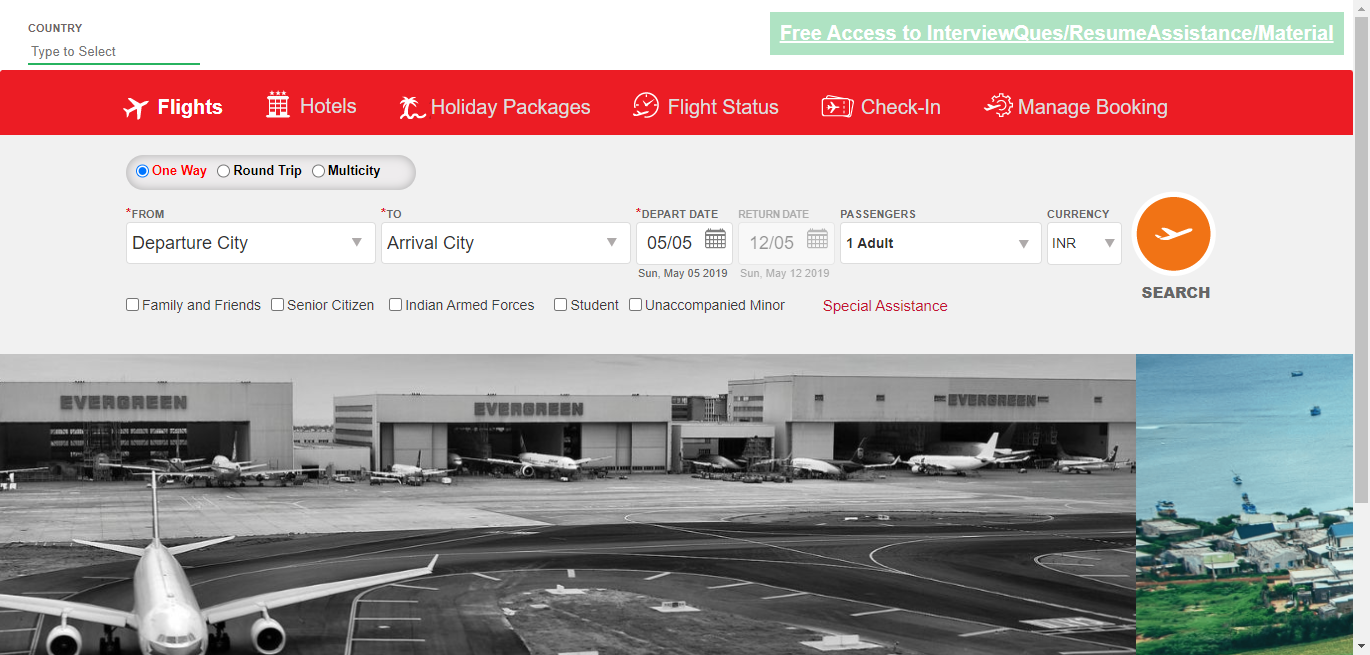 COUNTRY
Type to Select
Free Access to InterviewQues/ResumeAssistance/Material
Flights Hotels Holiday Packages Flight Status Check-In Manage Booking
One Way Round Trip Multicity
*FROM *TO *DEPART DATE RETURN DATE PASSENGERS CURRENCY
Departure City Arrival City 05/05 12/05 1 Adult INR
Sun, May 05 2019 Sun, May 12 2019
SEARCH
Family and Friends Senior Citizen Indian Armed Forces Student Unaccompanied Minor Special Assistance
EVERGREEN EVERGREEN EVERGREEN